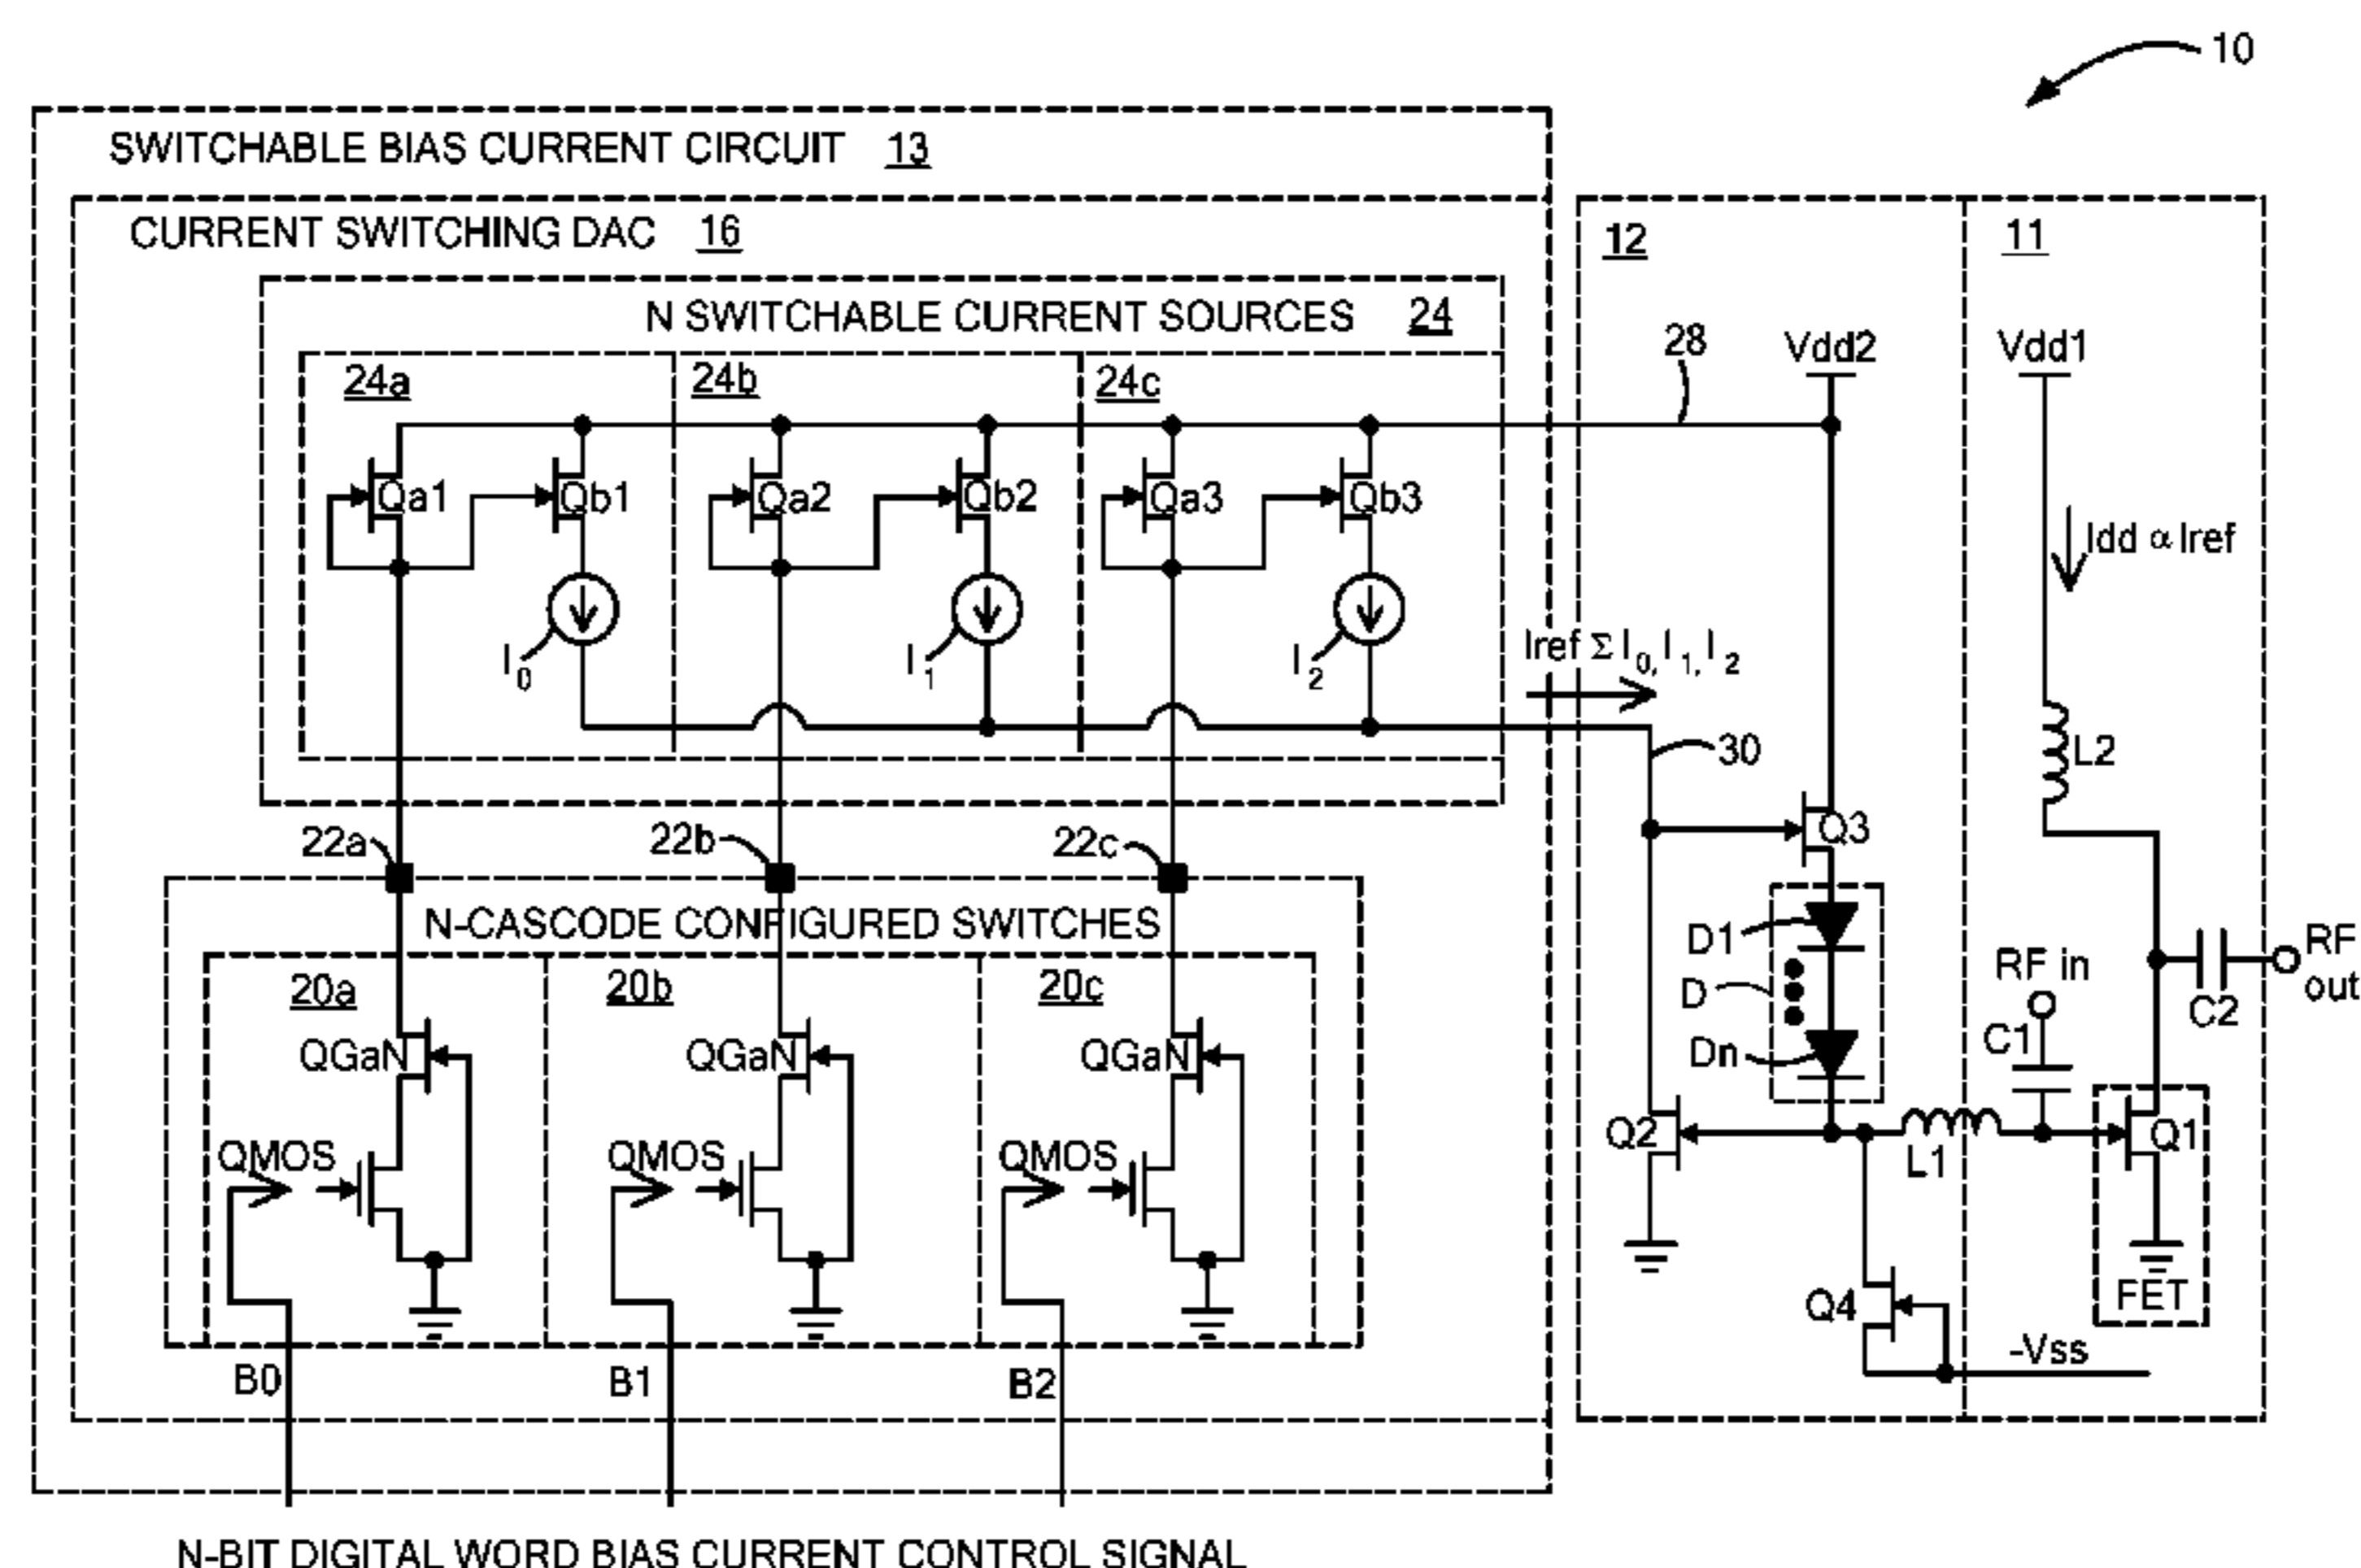 10
SWITCHABLE BIAS CURRENT CIRCUIT 13
CURRENT SWITCHING DAC 16
12
11
N SWITCHABLE CURRENT SOURCES 24
28
Vdd2
Vdd1
24a
24b
24c
Qa1
Qb1
Qa2
Qb2
Qa3
Qb3
Idd α Iref
I0
I1
I2
Iref Σ I0, I1, I2
30
L2
22a
22b
22c
Q3
N-CASCODE CONFIGURED SWITCHES
D1
D
Dn
RF in
RF
out
C2
C1
20a
20b
20c
QGaN
QGaN
QGaN
QMOS
QMOS
QMOS
Q2
L1
Q1
Q4
FET
-Vss
B0
B1
B2
N-BIT DIGITAL WORD BIAS CURRENT CONTROL SIGNAL